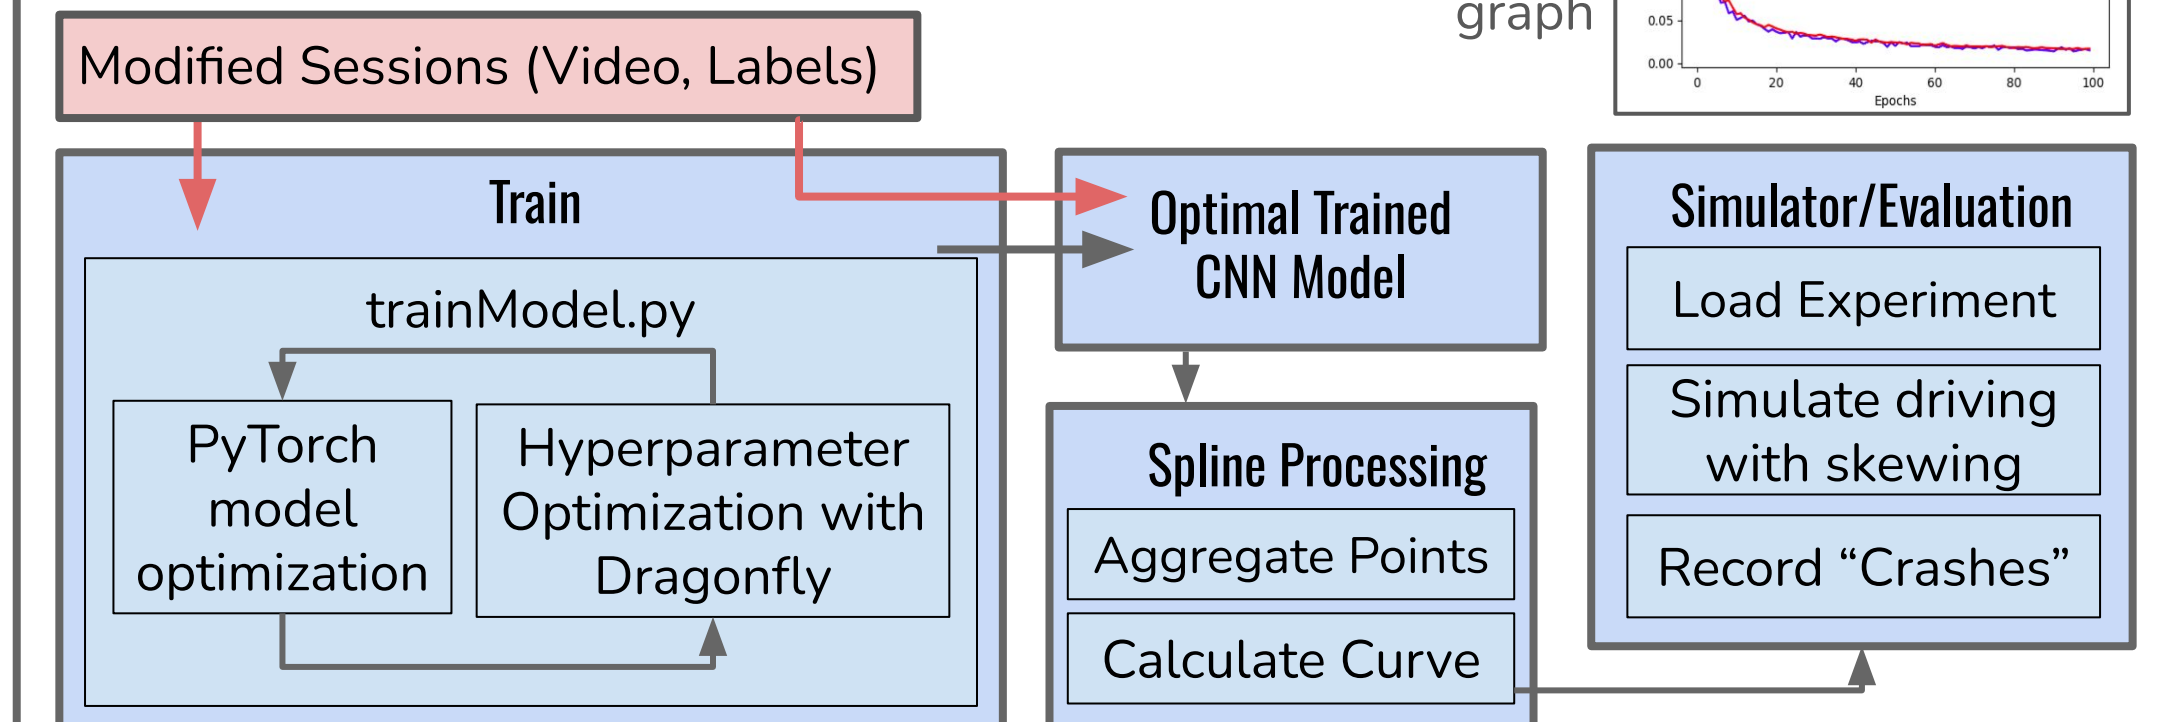 graph
0.05
0.00
0 20 40 60 80 100
Epochs
Modified Sessions (Video, Labels)
Train
trainModel.py
PyTorch
model
optimization
Hyperparameter
Optimization with
Dragonfly
Optimal Trained
CNN Model
Spline Processing
Aggregate Points
Calculate Curve
Simulator/Evaluation
Load Experiment
Simulate driving
with skewing
Record “Crashes”